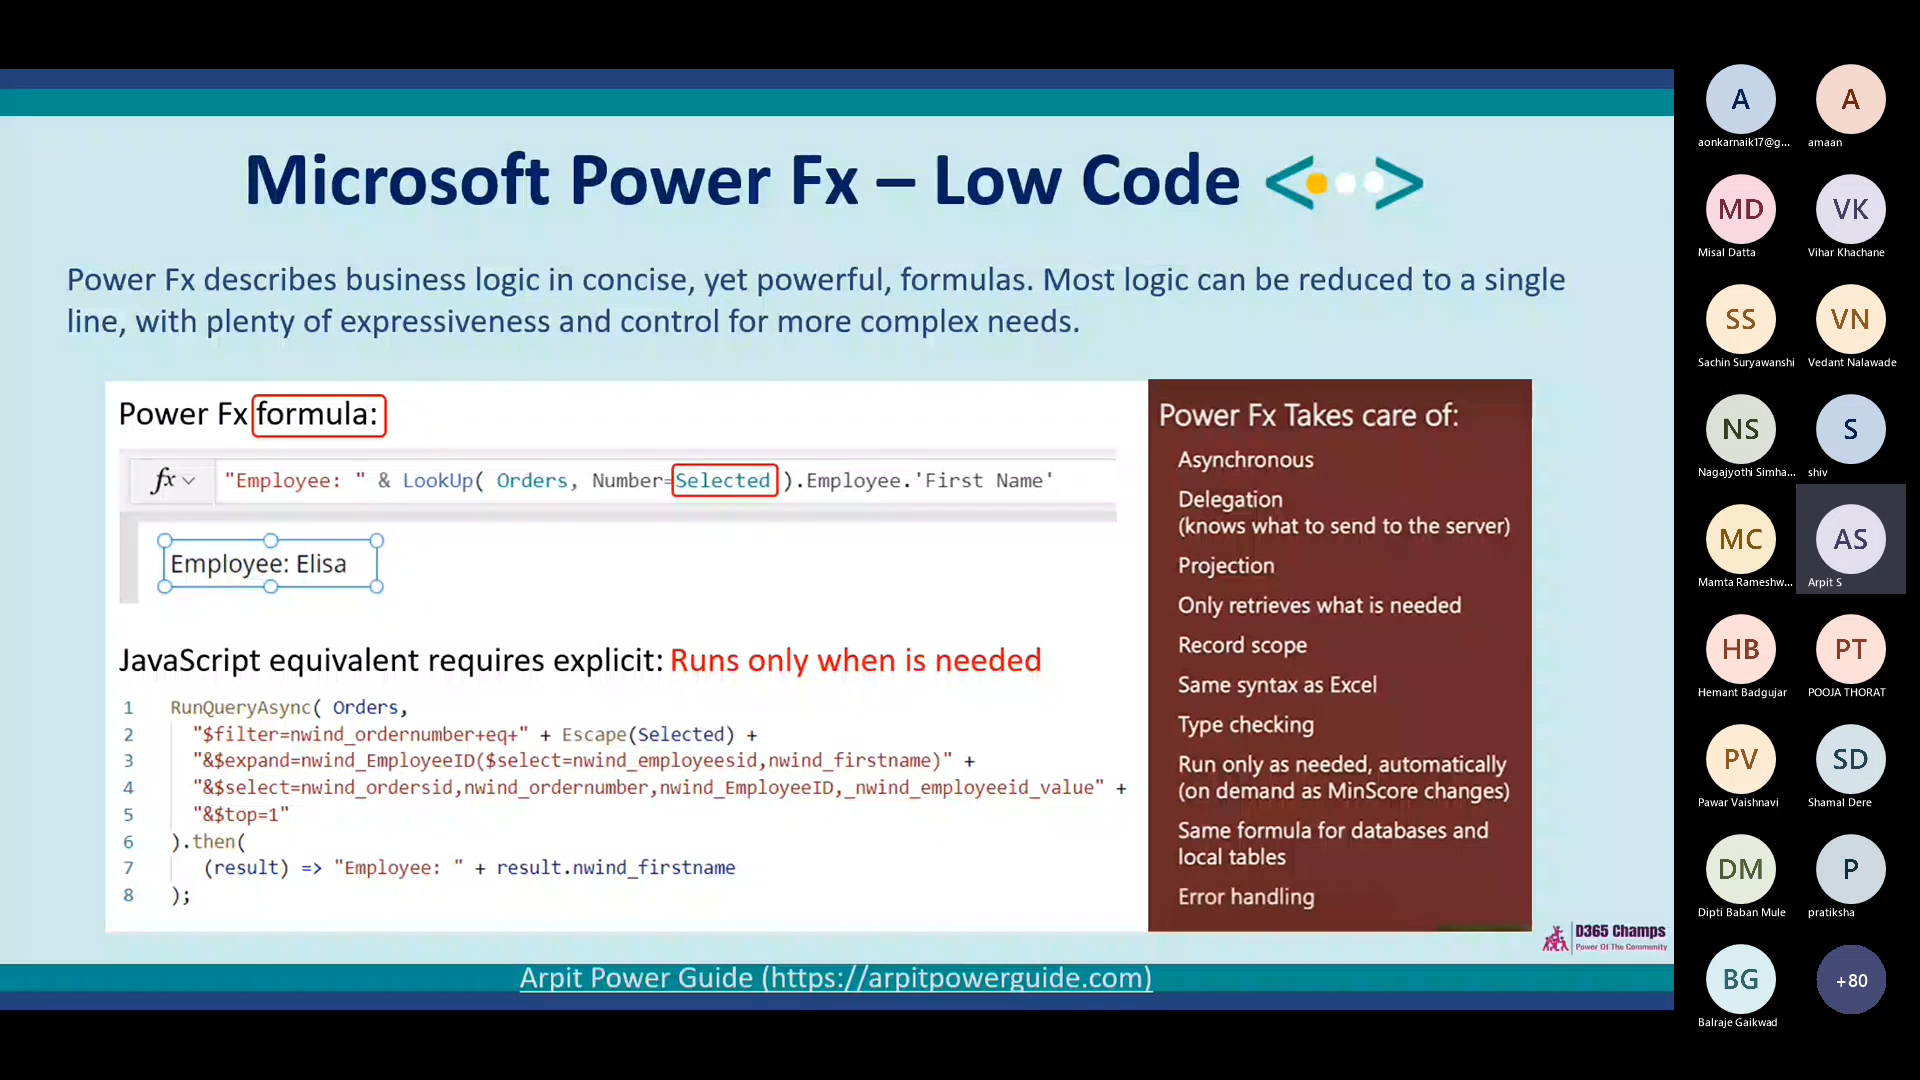 Microsoft Power Fx – Low Code
Power Fx describes business logic in concise, yet powerful, formulas. Most logic can be reduced to a single
line, with plenty of expressiveness and control for more complex needs.
Power Fx formula:
fx "Employee: " & LookUp( Orders, Number=Selected ).Employee.'First Name'
Employee: Elisa
JavaScript equivalent requires explicit: Runs only when is needed
1 RunQueryAsync( Orders,
2 "$filter=nwind_ordernumber+eq+" + Escape(Selected) +
3 "&$expand=nwind_EmployeeID($select=nwind_employeesid,nwind_firstname)" +
4 "&$select=nwind_ordersid,nwind_ordernumber,nwind_EmployeeID,_nwind_employeeid_value" +
5 "&$top=1"
6 ).then(
7 (result) => "Employee: " + result.nwind_firstname
8 );
Power Fx Takes care of:
Asynchronous
Delegation
(knows what to send to the server)
Projection
Only retrieves what is needed
Record scope
Same syntax as Excel
Type checking
Run only as needed, automatically
(on demand as MinScore changes)
Same formula for databases and
local tables
Error handling
D365 Champs
Power Of The Community
Arpit Power Guide (https://arpitpowerguide.com)
A A
aonkarnaik17@g... amaan
MD VK
Misal Datta Vihar Khachane
SS VN
Sachin Suryawanshi Vedant Nalawade
NS S
Nagajyothi Simha... shiv
MC AS
Mamta Rameshw... Arpit S
HB PT
Hemant Badgujar POOJA THORAT
PV SD
Pawar Vaishnavi Shamal Dere
DM P
Dipti Baban Mule pratiksha
BG +80
Balraje Gaikwad